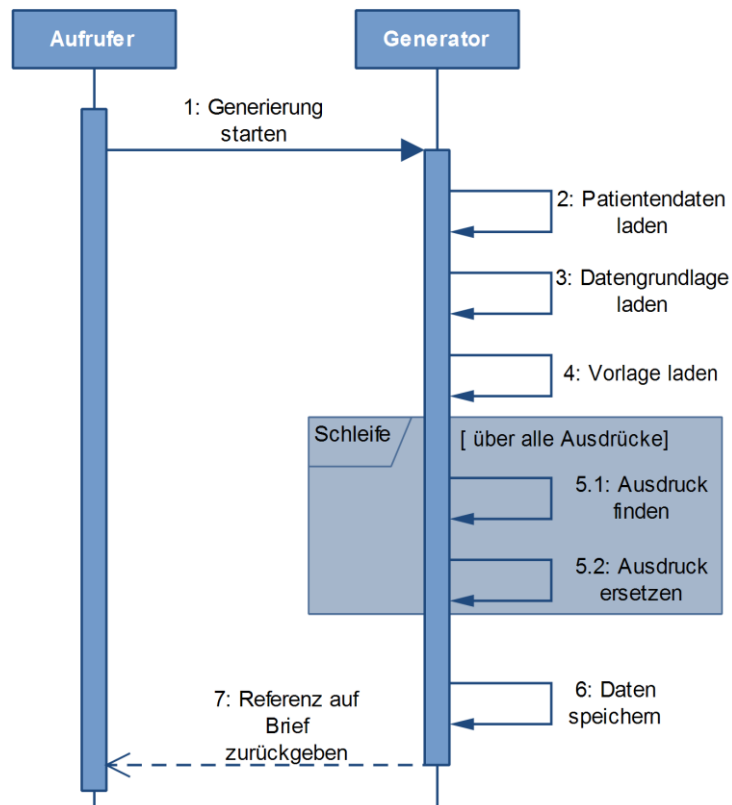 Aufrufer
Generator
1: Generierung
starten
2: Patientendaten
laden
3: Datengrundlage
laden
4: Vorlage laden
Schleife
[ über alle Ausdrücke]
5.1: Ausdruck
finden
5.2: Ausdruck
ersetzen
6: Daten
speichern
7: Referenz auf
Brief
zurückgeben